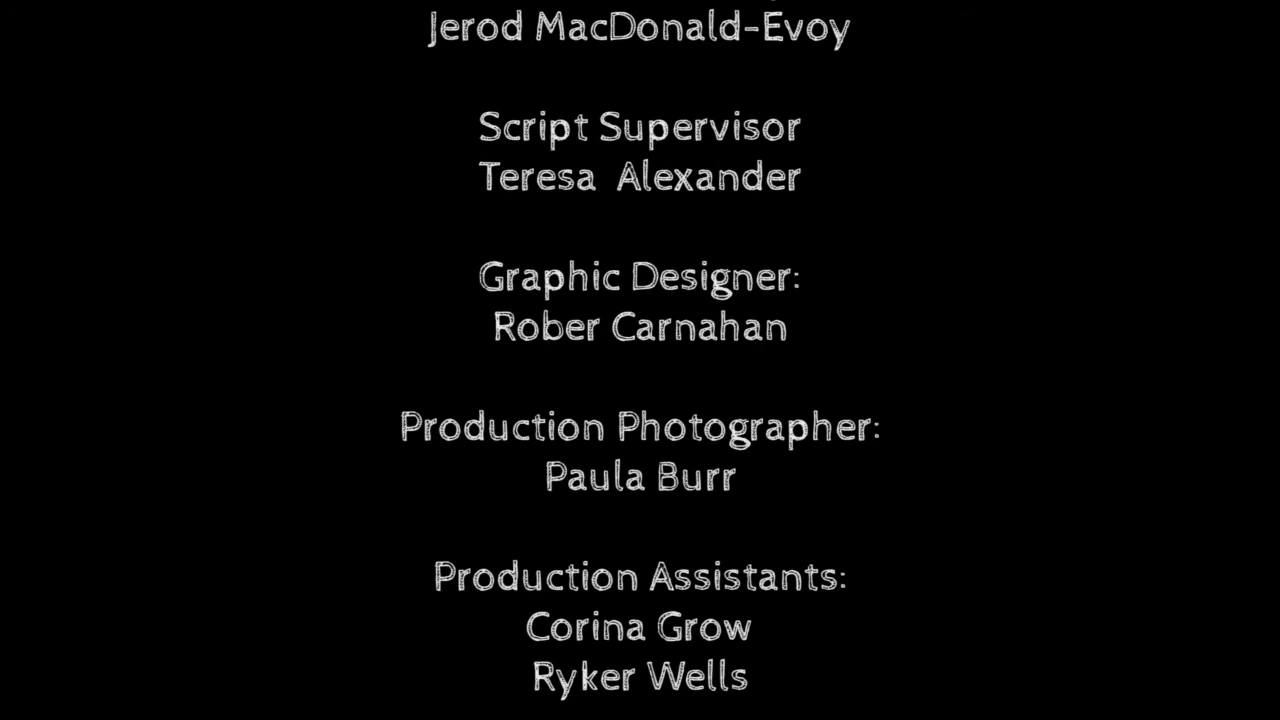 Jerod MacDonald-Evoy
Script Supervisor
Teresa Alexander
Graphic Designer:
Rober Carnahan
Production Photographer:
Paula Burr
Production Assistants:
Corina Grow
Ryker Wells